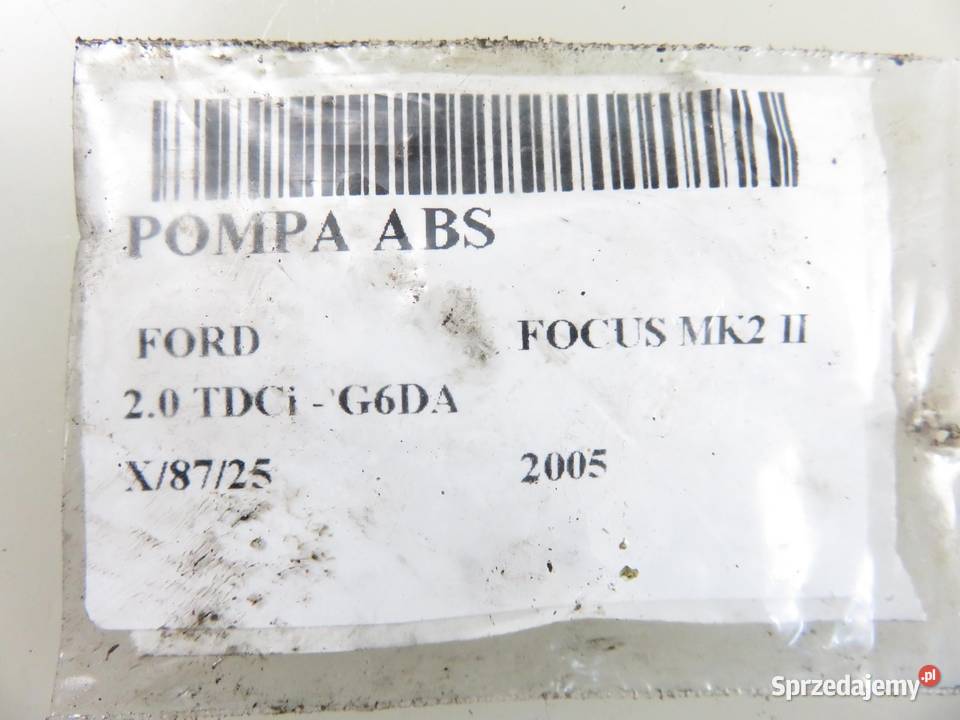 POMPA ABS
FORD FOCUS MK2 II
2.0 TDCi - G6DA
X/87/25 2005
Sprzedajemy.pl